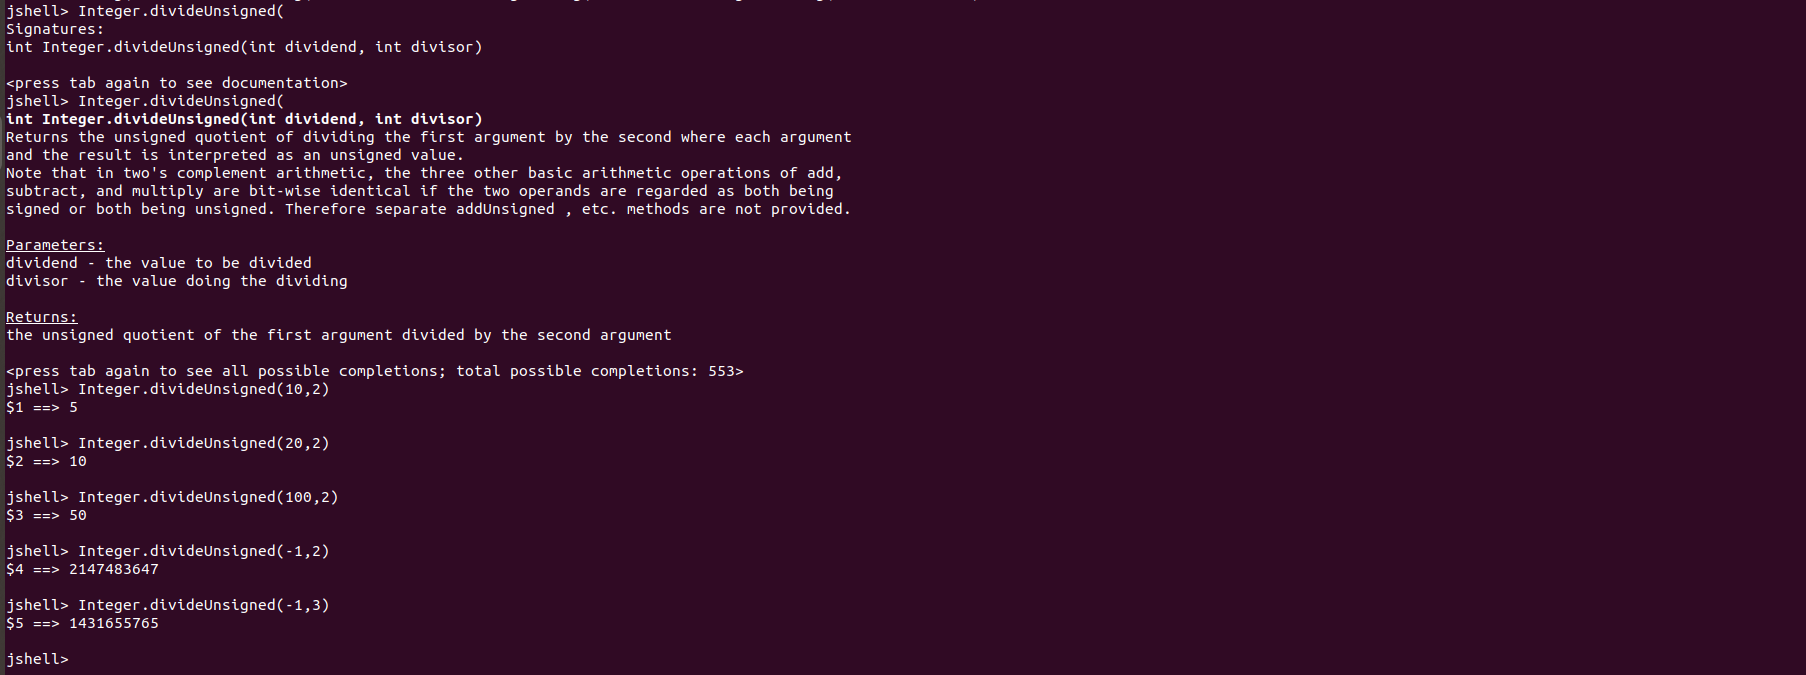 jshell> Integer.divideUnsigned(
Signatures:
int Integer.divideUnsigned(int dividend, int divisor)
<press tab again to see documentation>
jshell> Integer.divideUnsigned(
int Integer.divideUnsigned(int dividend, int divisor)
Returns the unsigned quotient of dividing the first argument by the second where each argument
and the result is interpreted as an unsigned value.
Note that in two's complement arithmetic, the three other basic arithmetic operations of add,
subtract, and multiply are bit-wise identical if the two operands are regarded as both being
signed or both being unsigned. Therefore separate addUnsigned , etc. methods are not provided.
Parameters:
dividend - the value to be divided
divisor - the value doing the dividing
Returns:
the unsigned quotient of the first argument divided by the second argument
<press tab again to see all possible completions; total possible completions: 553>
jshell> Integer.divideUnsigned(10,2)
$1 ==> 5
jshell> Integer.divideUnsigned(20,2)
$2 ==> 10
jshell> Integer.divideUnsigned(100,2)
$3 ==> 50
jshell> Integer.divideUnsigned(-1,2)
$4 ==> 2147483647
jshell> Integer.divideUnsigned(-1,3)
$5 ==> 1431655765
jshell>